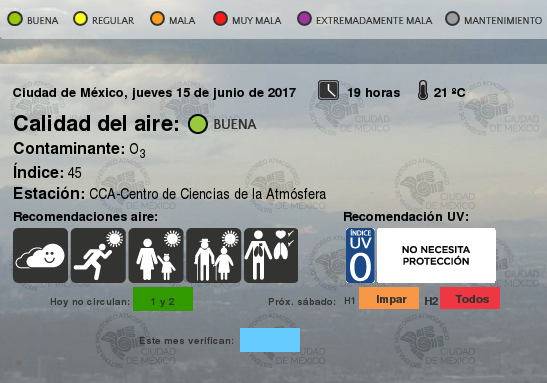 BUENA REGULAR MALA MUY MALA EXTREMADAMENTE MALA MANTENIMIENTO
Ciudad de México, jueves 15 de junio de 2017 19 horas 21 ºC
Calidad del aire: BUENA
Contaminante: O3
Índice: 45
Estación: CCA-Centro de Ciencias de la Atmósfera
Recomendaciones aire: Recomendación UV:
ÍNDICE
UV
0
NO NECESITA
PROTECCIÓN
Hoy no circulan: 1 y 2 Próx. sábado: H1 Impar H2 Todos
Este mes verifican:
CIUDAD
DE MÉXICO